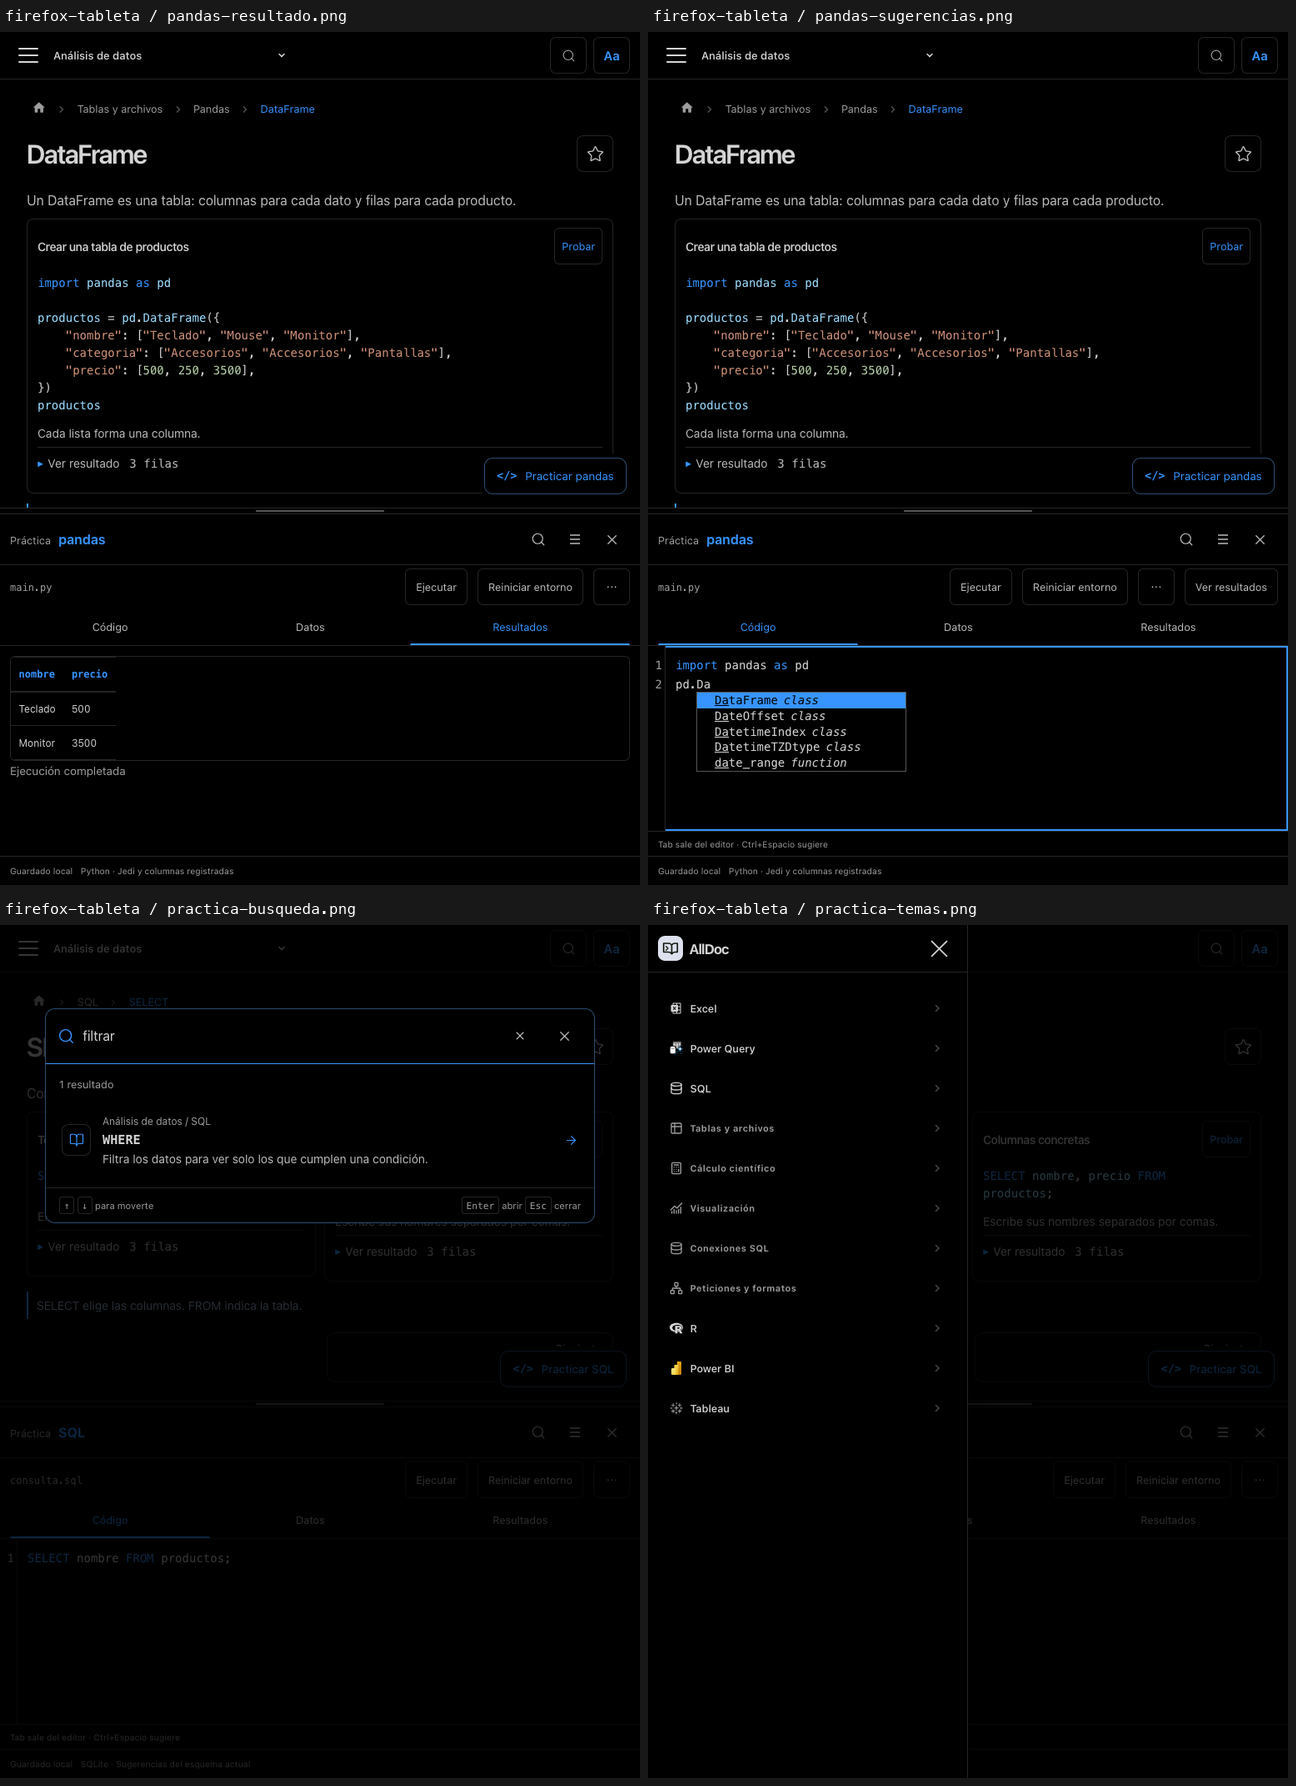 firefox-tableta / pandas-resultado.png
Análisis de datos
Aa
Tablas y archivos
Pandas
DataFrame
DataFrame
Un DataFrame es una tabla: columnas para cada dato y filas para cada producto.
Crear una tabla de productos
Probar
import pandas as pd
productos = pd.DataFrame({
"nombre": ["Teclado", "Mouse", "Monitor"],
"categoria": ["Accesorios", "Accesorios", "Pantallas"],
"precio": [500, 250, 3500],
})
productos
Cada lista forma una columna.
▸ Ver resultado 3 filas
</> Practicar pandas
Práctica pandas
main.py
Ejecutar
Reiniciar entorno
...
Código
Datos
Resultados
nombre precio
Teclado 500
Monitor 3500
Ejecución completada
Guardado local Python · Jedi y columnas registradas
firefox-tableta / pandas-sugerencias.png
Análisis de datos
Aa
Tablas y archivos
Pandas
DataFrame
DataFrame
Un DataFrame es una tabla: columnas para cada dato y filas para cada producto.
Crear una tabla de productos
Probar
import pandas as pd
productos = pd.DataFrame({
"nombre": ["Teclado", "Mouse", "Monitor"],
"categoria": ["Accesorios", "Accesorios", "Pantallas"],
"precio": [500, 250, 3500],
})
productos
Cada lista forma una columna.
▸ Ver resultado 3 filas
</> Practicar pandas
Práctica pandas
main.py
Ejecutar
Reiniciar entorno
...
Ver resultados
Código
Datos
Resultados
1 import pandas as pd
2 pd.Da
DataFrame class
DateOffset class
DatetimeIndex class
DatetimeTZDtype class
date_range function
Tab sale del editor · Ctrl+Espacio sugiere
Guardado local Python · Jedi y columnas registradas
firefox-tableta / practica-busqueda.png
Análisis de datos
Aa
SQL
SELECT
filtrar
1 resultado
Análisis de datos / SQL
WHERE
Filtra los datos para ver solo los que cumplen una condición.
↑ ↓ para moverte
Enter abrir Esc cerrar
Escribe sus nombres separados por comas.
▸ Ver resultado 3 filas
▸ Ver resultado 3 filas
SELECT elige las columnas. FROM indica la tabla.
</> Practicar SQL
Práctica SQL
consulta.sql
Ejecutar
Reiniciar entorno
...
Código
Datos
Resultados
1 SELECT nombre FROM productos;
Tab sale del editor · Ctrl+Espacio sugiere
Guardado local SQLite · Sugerencias del esquema actual
firefox-tableta / practica-temas.png
AllDoc
Excel
Power Query
SQL
Tablas y archivos
Cálculo científico
Visualización
Conexiones SQL
Peticiones y formatos
R
Power BI
Tableau
Aa
Columnas concretas
Probar
SELECT nombre, precio FROM
productos;
Escribe sus nombres separados por comas.
▸ Ver resultado 3 filas
</> Practicar SQL
Ejecutar
Reiniciar entorno
...
Resultados